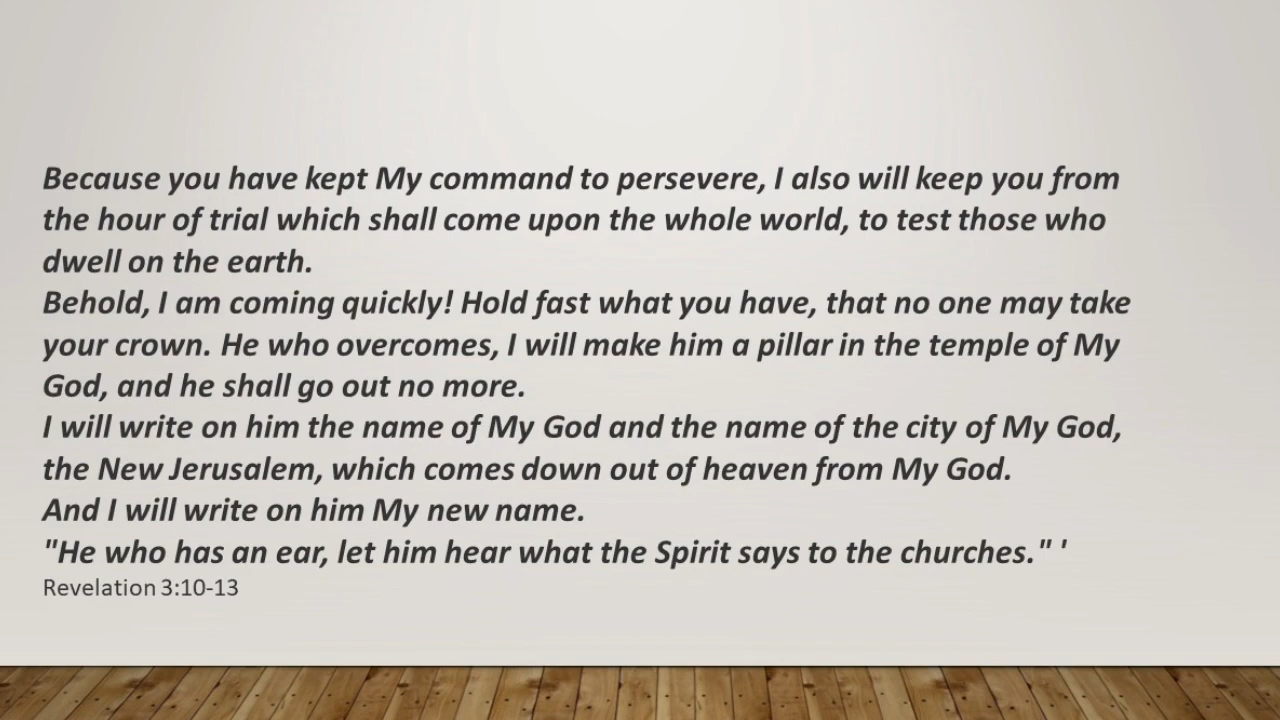 Because you have kept My command to persevere, I also will keep you from
the hour of trial which shall come upon the whole world, to test those who
dwell on the earth.
Behold, I am coming quickly! Hold fast what you have, that no one may take
your crown. He who overcomes, I will make him a pillar in the temple of My
God, and he shall go out no more.
I will write on him the name of My God and the name of the city of My God,
the New Jerusalem, which comes down out of heaven from My God.
And I will write on him My new name.
"He who has an ear, let him hear what the Spirit says to the churches." '
Revelation 3:10-13